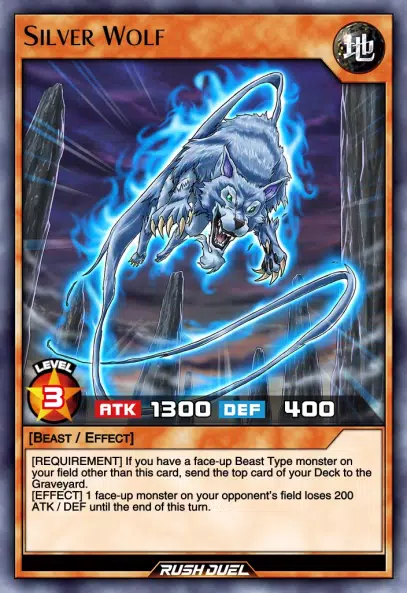 Silver Wolf
地
LEVEL
3
ATK 1300 DEF 400
[Beast / Effect]
[REQUIREMENT] If you have a face-up Beast Type monster on
your field other than this card, send the top card of your Deck to the
Graveyard.
[EFFECT] 1 face-up monster on your opponent's field loses 200
ATK / DEF until the end of this turn.
RUSH DUEL